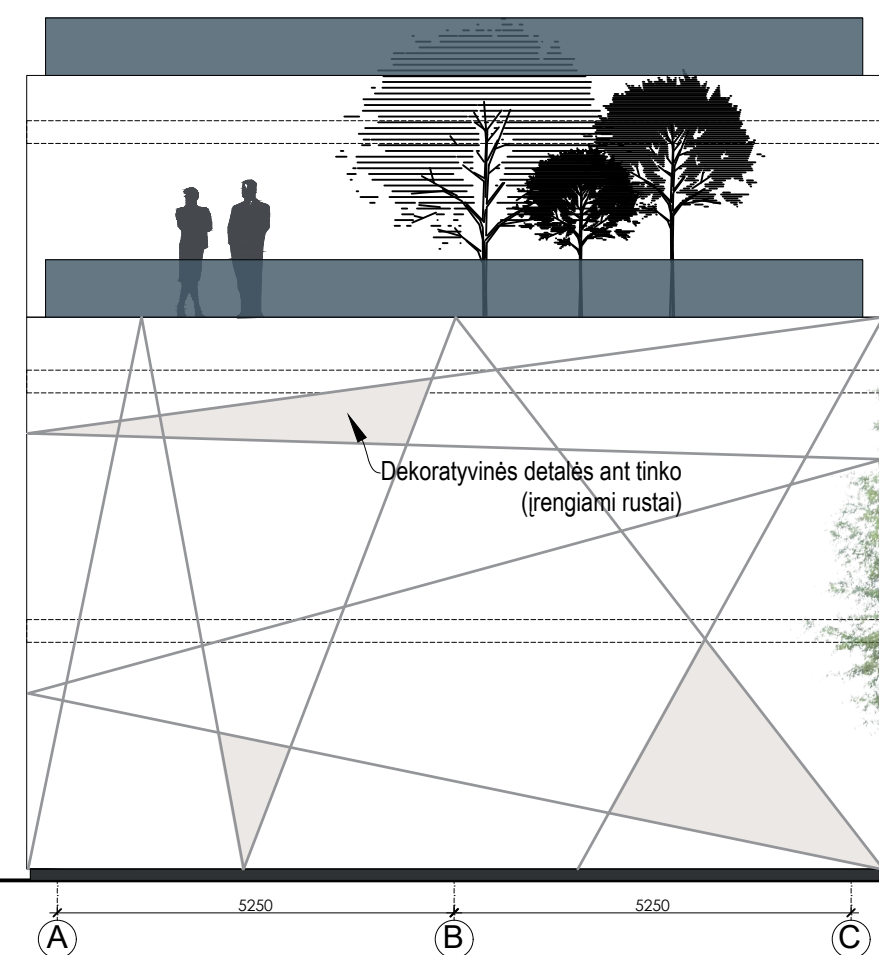 Dekoratyvinės detalės ant tinko
(įrengiami rustai)
5250
5250
A
B
C